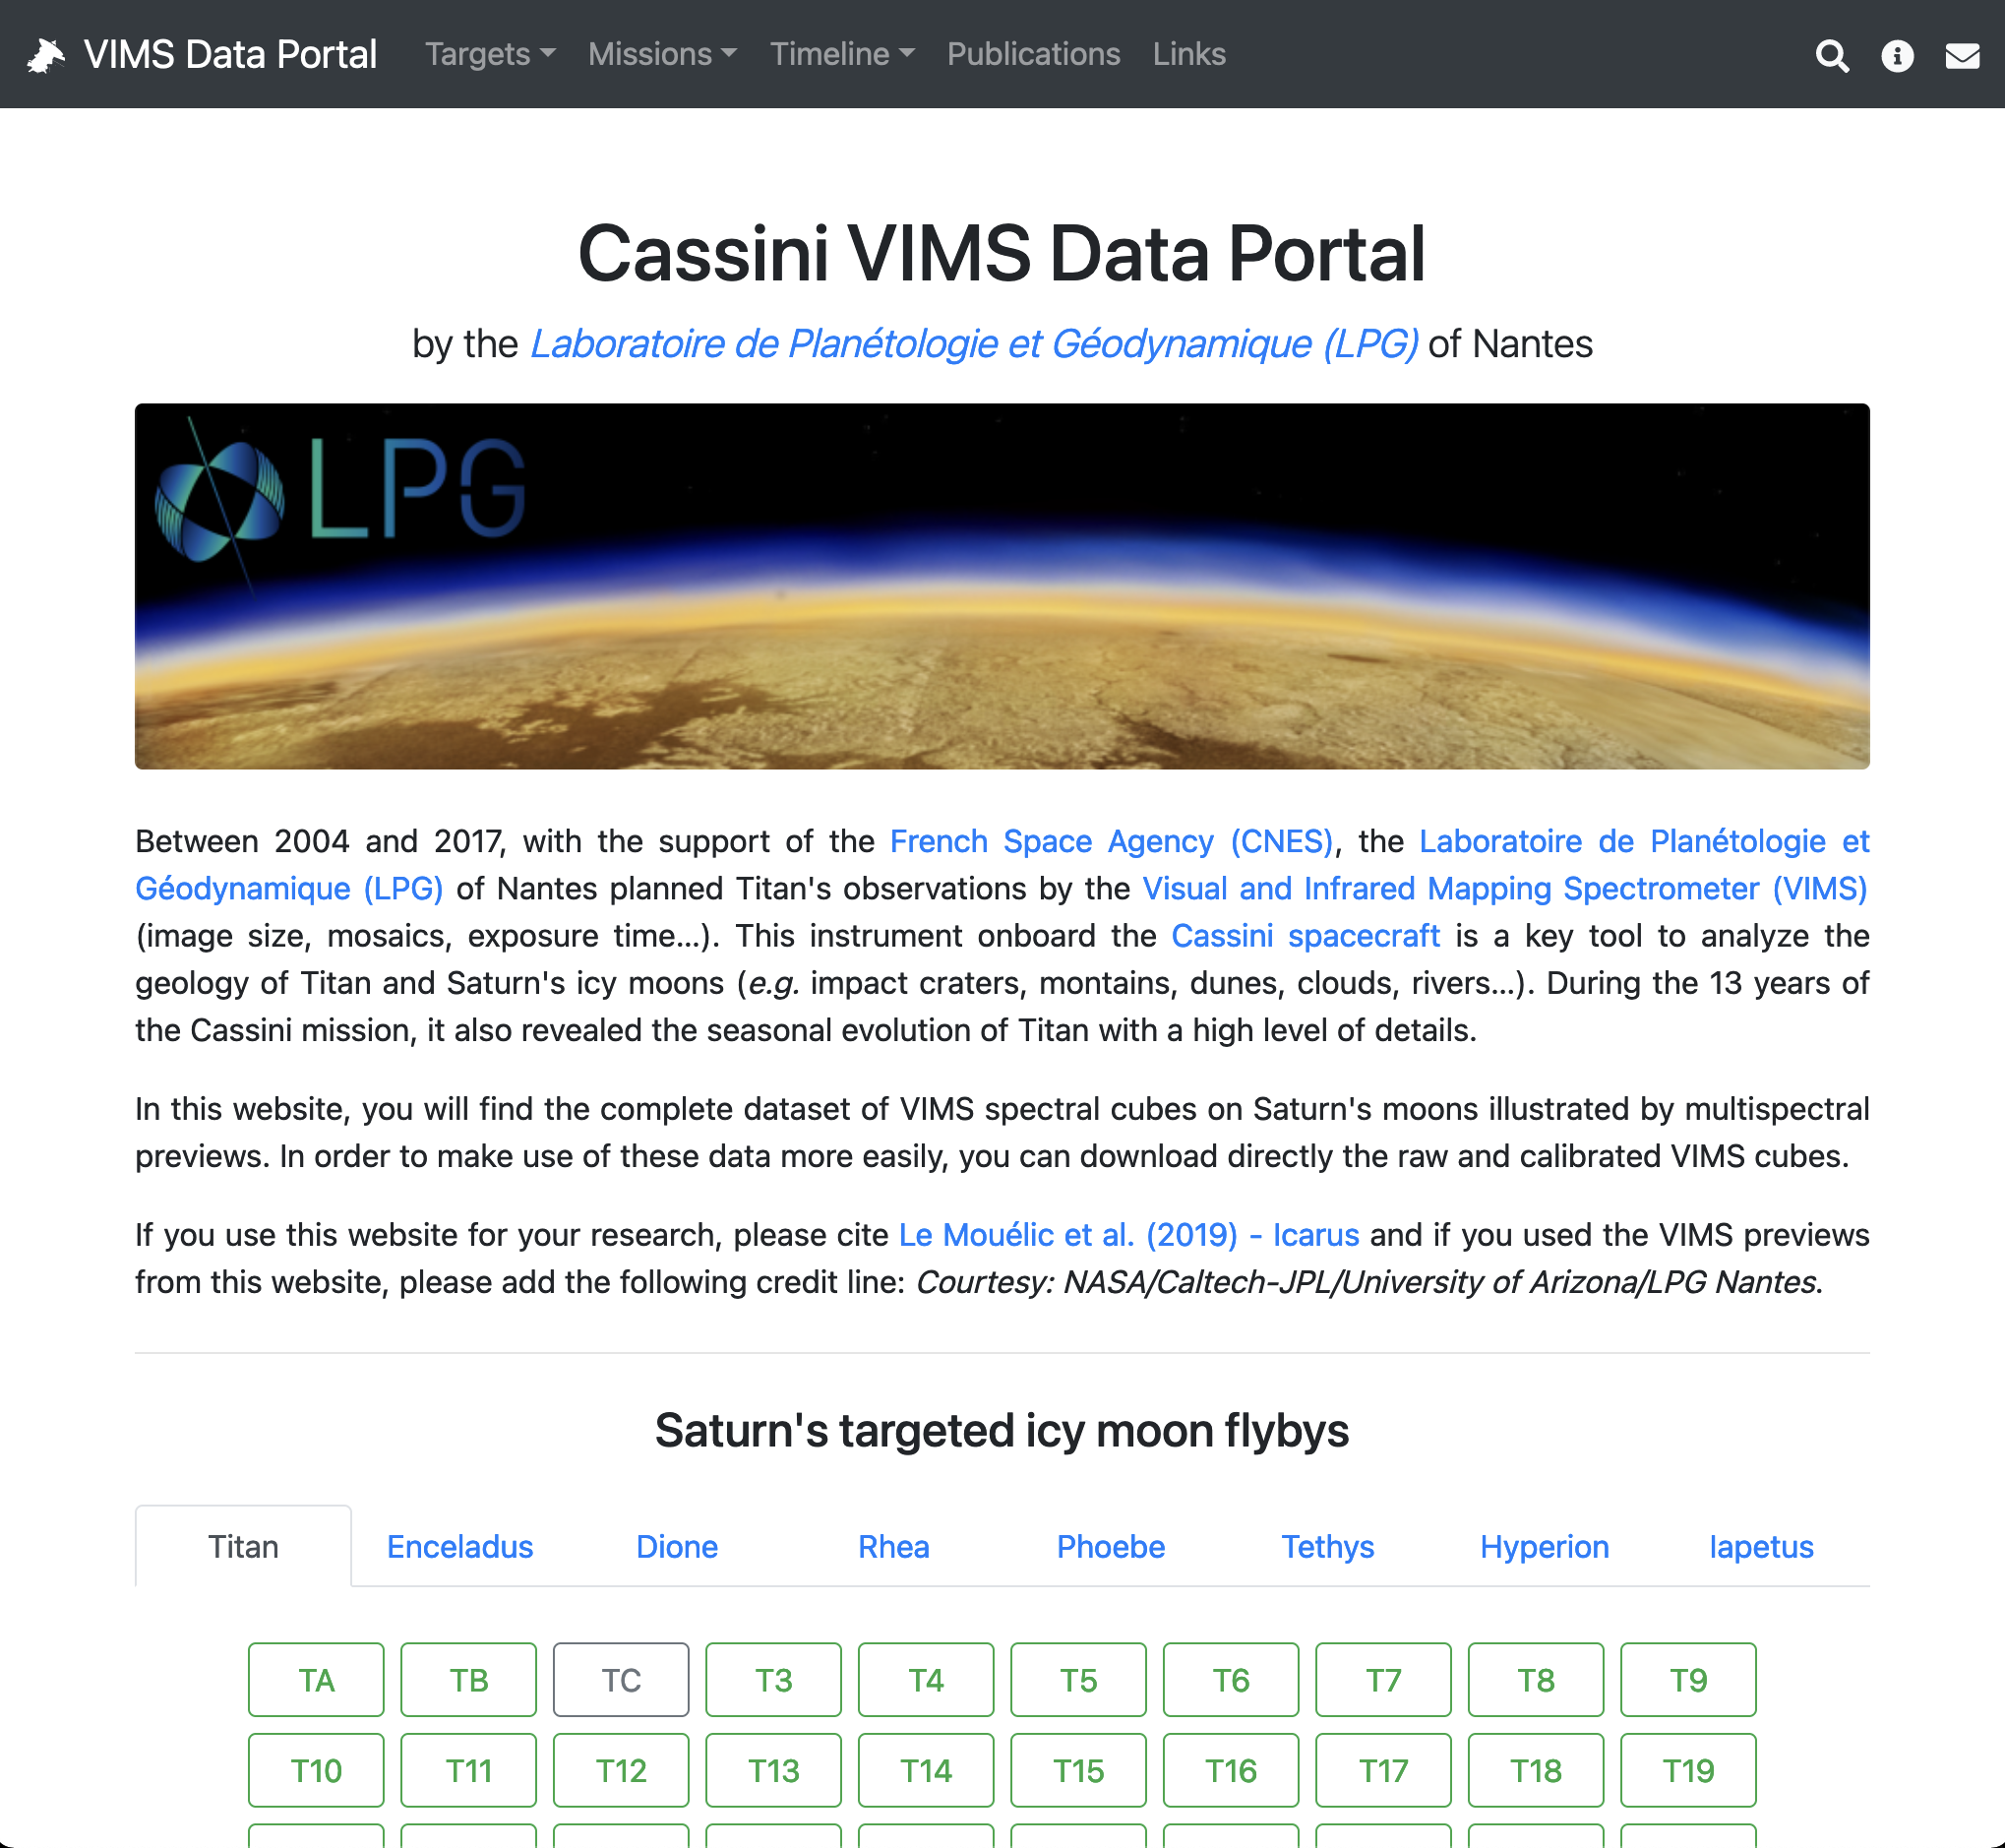 VIMS Data Portal Targets Missions Timeline Publications Links
Cassini VIMS Data Portal
by the Laboratoire de Planétologie et Géodynamique (LPG) of Nantes
LPG
Between 2004 and 2017, with the support of the French Space Agency (CNES), the Laboratoire de Planétologie et
Géodynamique (LPG) of Nantes planned Titan's observations by the Visual and Infrared Mapping Spectrometer (VIMS)
(image size, mosaics, exposure time...). This instrument onboard the Cassini spacecraft is a key tool to analyze the
geology of Titan and Saturn's icy moons (e.g. impact craters, montains, dunes, clouds, rivers...). During the 13 years of
the Cassini mission, it also revealed the seasonal evolution of Titan with a high level of details.
In this website, you will find the complete dataset of VIMS spectral cubes on Saturn's moons illustrated by multispectral
previews. In order to make use of these data more easily, you can download directly the raw and calibrated VIMS cubes.
If you use this website for your research, please cite Le Mouélic et al. (2019) - Icarus and if you used the VIMS previews
from this website, please add the following credit line: Courtesy: NASA/Caltech-JPL/University of Arizona/LPG Nantes.
Saturn's targeted icy moon flybys
Titan Enceladus Dione Rhea Phoebe Tethys Hyperion Iapetus
TA TB TC T3 T4 T5 T6 T7 T8 T9
T10 T11 T12 T13 T14 T15 T16 T17 T18 T19